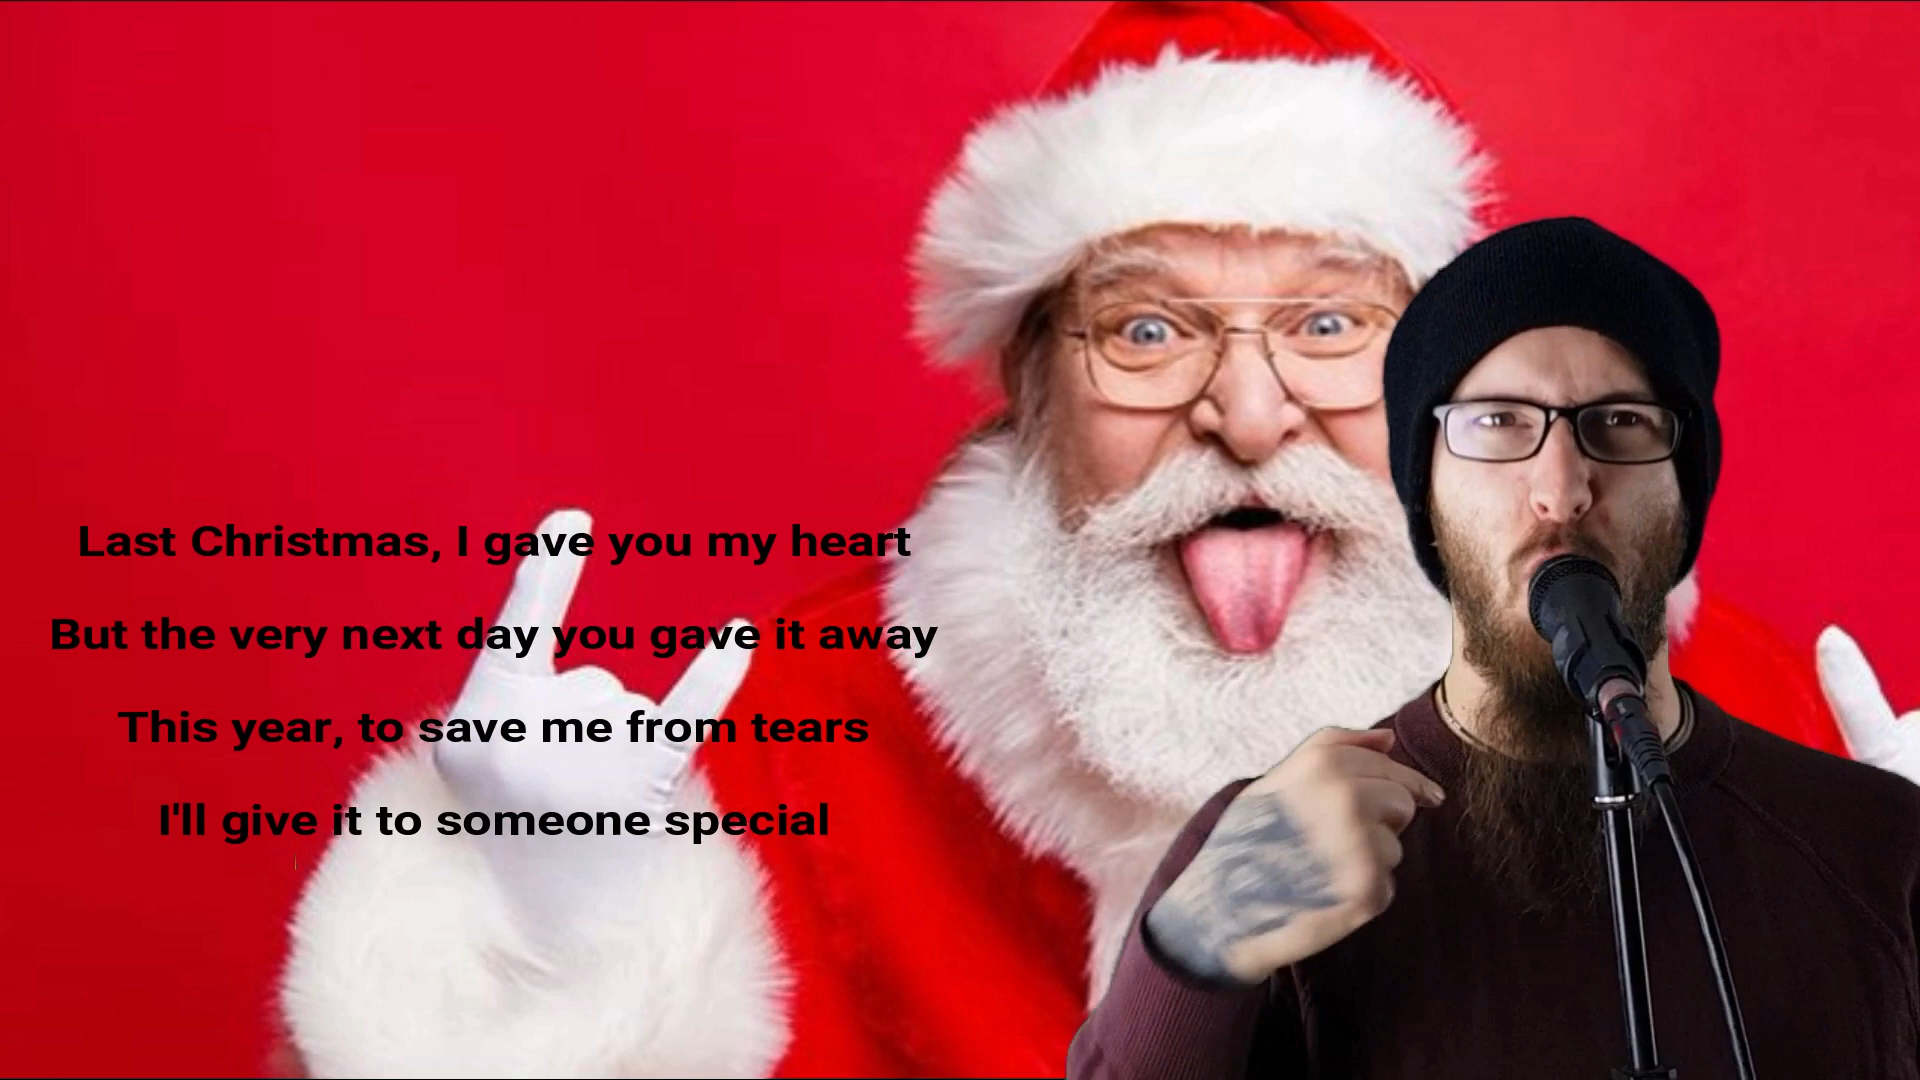 Last Christmas, I gave you my heart
But the very next day you gave it away
This year, to save me from tears
I'll give it to someone special